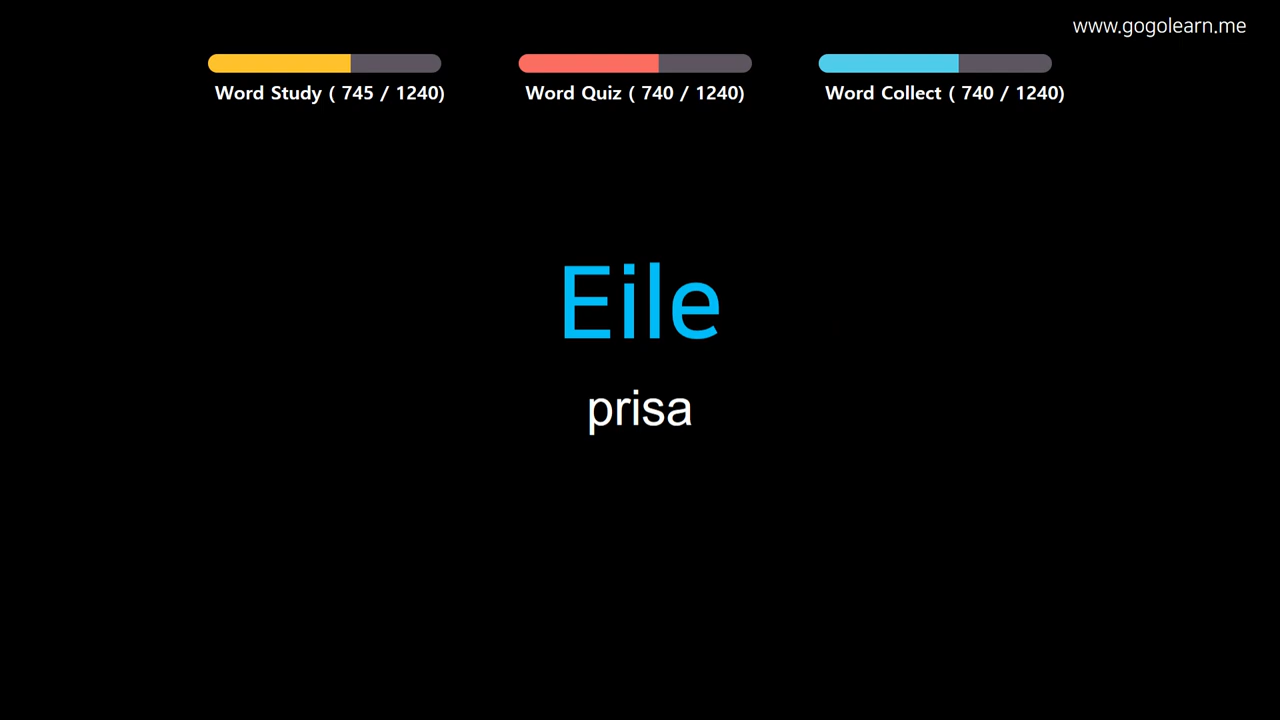 www.gogolearn.me
Word Study ( 745 / 1240)
Word Quiz ( 740 / 1240)
Word Collect ( 740 / 1240)
Eile
prisa